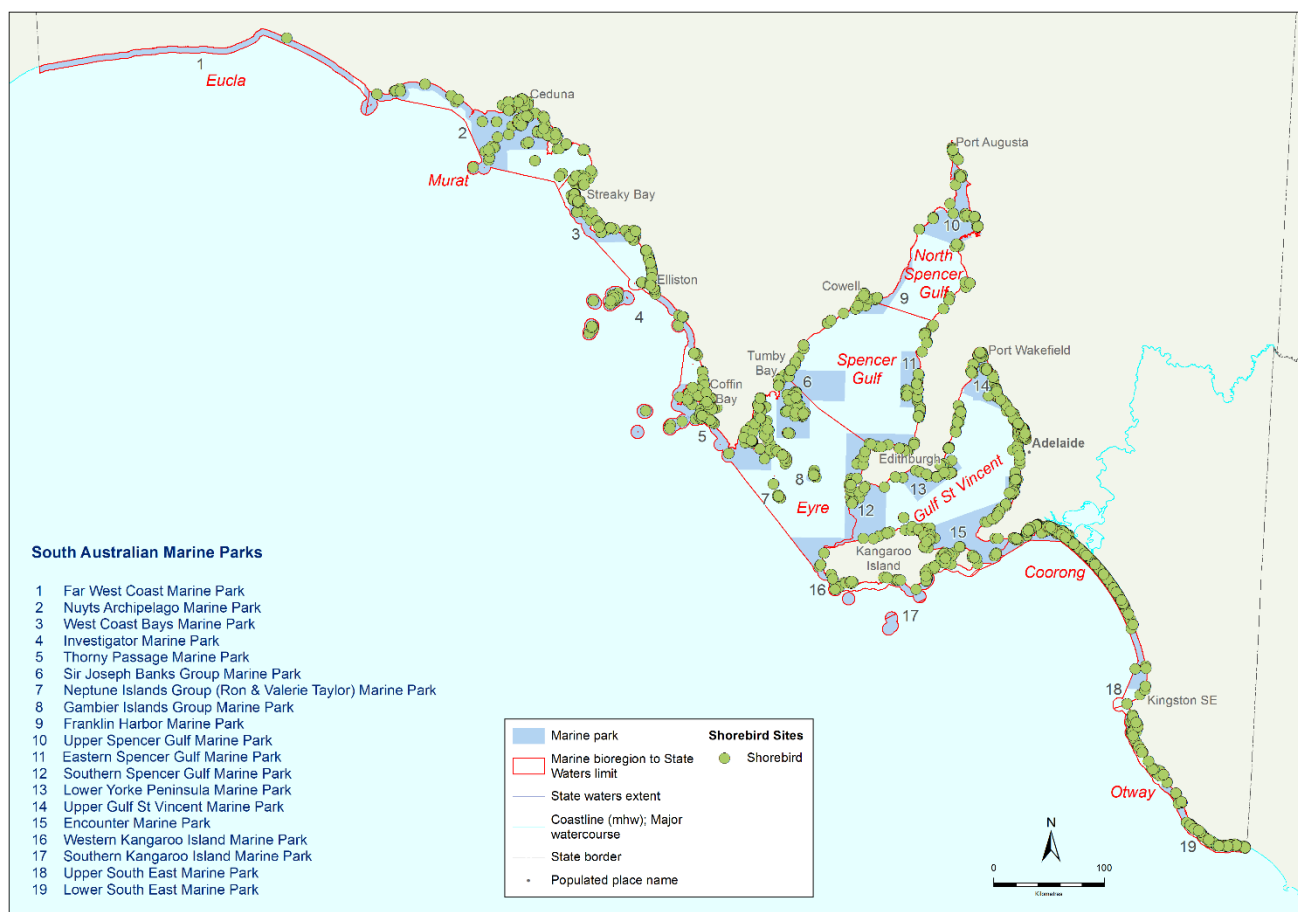 1
Eucla
Ceduna
2
Murat
Streaky Bay
3
Elliston
4
Port Augusta
10
North
Spencer
Gulf
Cowell
9
Spencer
Gulf
11
Port Wakefield
14
Tumby
Bay
6
Coffin
Bay
5
Adelaide
Edithburgh
13
Gulf St Vincent
8
7
Eyre
12
15
Kangaroo
Island
16
17
Coorong
18
Kingston SE
Otway
19
South Australian Marine Parks
1 Far West Coast Marine Park
2 Nuyts Archipelago Marine Park
3 West Coast Bays Marine Park
4 Investigator Marine Park
5 Thorny Passage Marine Park
6 Sir Joseph Banks Group Marine Park
7 Neptune Islands Group (Ron & Valerie Taylor) Marine Park
8 Gambier Islands Group Marine Park
9 Franklin Harbor Marine Park
10 Upper Spencer Gulf Marine Park
11 Eastern Spencer Gulf Marine Park
12 Southern Spencer Gulf Marine Park
13 Lower Yorke Peninsula Marine Park
14 Upper Gulf St Vincent Marine Park
15 Encounter Marine Park
16 Western Kangaroo Island Marine Park
17 Southern Kangaroo Island Marine Park
18 Upper South East Marine Park
19 Lower South East Marine Park
Marine park
Marine bioregion to State
Waters limit
State waters extent
Coastline (mhw); Major
watercourse
State border
Populated place name
Shorebird Sites
Shorebird
N
0 100
Kilometres